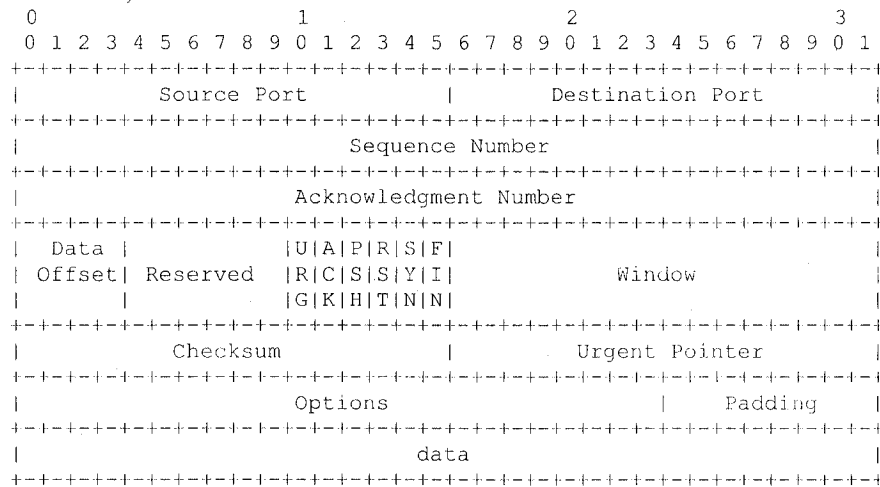 0                   1                   2                   3
0 1 2 3 4 5 6 7 8 9 0 1 2 3 4 5 6 7 8 9 0 1 2 3 4 5 6 7 8 9 0 1
+-+-+-+-+-+-+-+-+-+-+-+-+-+-+-+-+-+-+-+-+-+-+-+-+-+-+-+-+-+-+-+-+
| Source Port | Destination Port |
+-+-+-+-+-+-+-+-+-+-+-+-+-+-+-+-+-+-+-+-+-+-+-+-+-+-+-+-+-+-+-+-+
| Sequence Number |
+-+-+-+-+-+-+-+-+-+-+-+-+-+-+-+-+-+-+-+-+-+-+-+-+-+-+-+-+-+-+-+-+
| Acknowledgment Number |
+-+-+-+-+-+-+-+-+-+-+-+-+-+-+-+-+-+-+-+-+-+-+-+-+-+-+-+-+-+-+-+-+
| Data | |U|A|P|R|S|F| |
| Offset| Reserved |R|C|S|S|Y|I| Window |
| | |G|K|H|T|N|N| |
+-+-+-+-+-+-+-+-+-+-+-+-+-+-+-+-+-+-+-+-+-+-+-+-+-+-+-+-+-+-+-+-+
| Checksum | Urgent Pointer |
+-+-+-+-+-+-+-+-+-+-+-+-+-+-+-+-+-+-+-+-+-+-+-+-+-+-+-+-+-+-+-+-+
| Options | Padding |
+-+-+-+-+-+-+-+-+-+-+-+-+-+-+-+-+-+-+-+-+-+-+-+-+-+-+-+-+-+-+-+-+
| data |
+-+-+-+-+-+-+-+-+-+-+-+-+-+-+-+-+-+-+-+-+-+-+-+-+-+-+-+-+-+-+-+-+